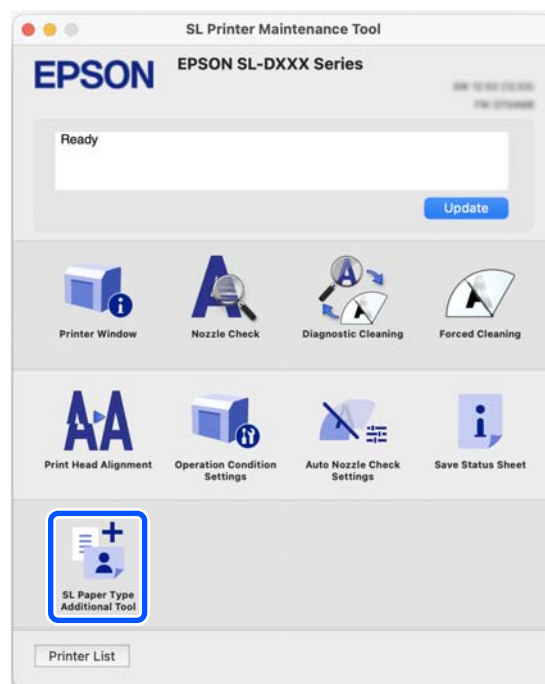 SL Printer Maintenance Tool
EPSON
EPSON SL-DXXX Series
Ready
Update
Printer Window
Nozzle Check
Diagnostic Cleaning
Forced Cleaning
Print Head Alignment
Operation Condition
Settings
Auto Nozzle Check
Settings
Save Status Sheet
SL Paper Type
Additional Tool
Printer List